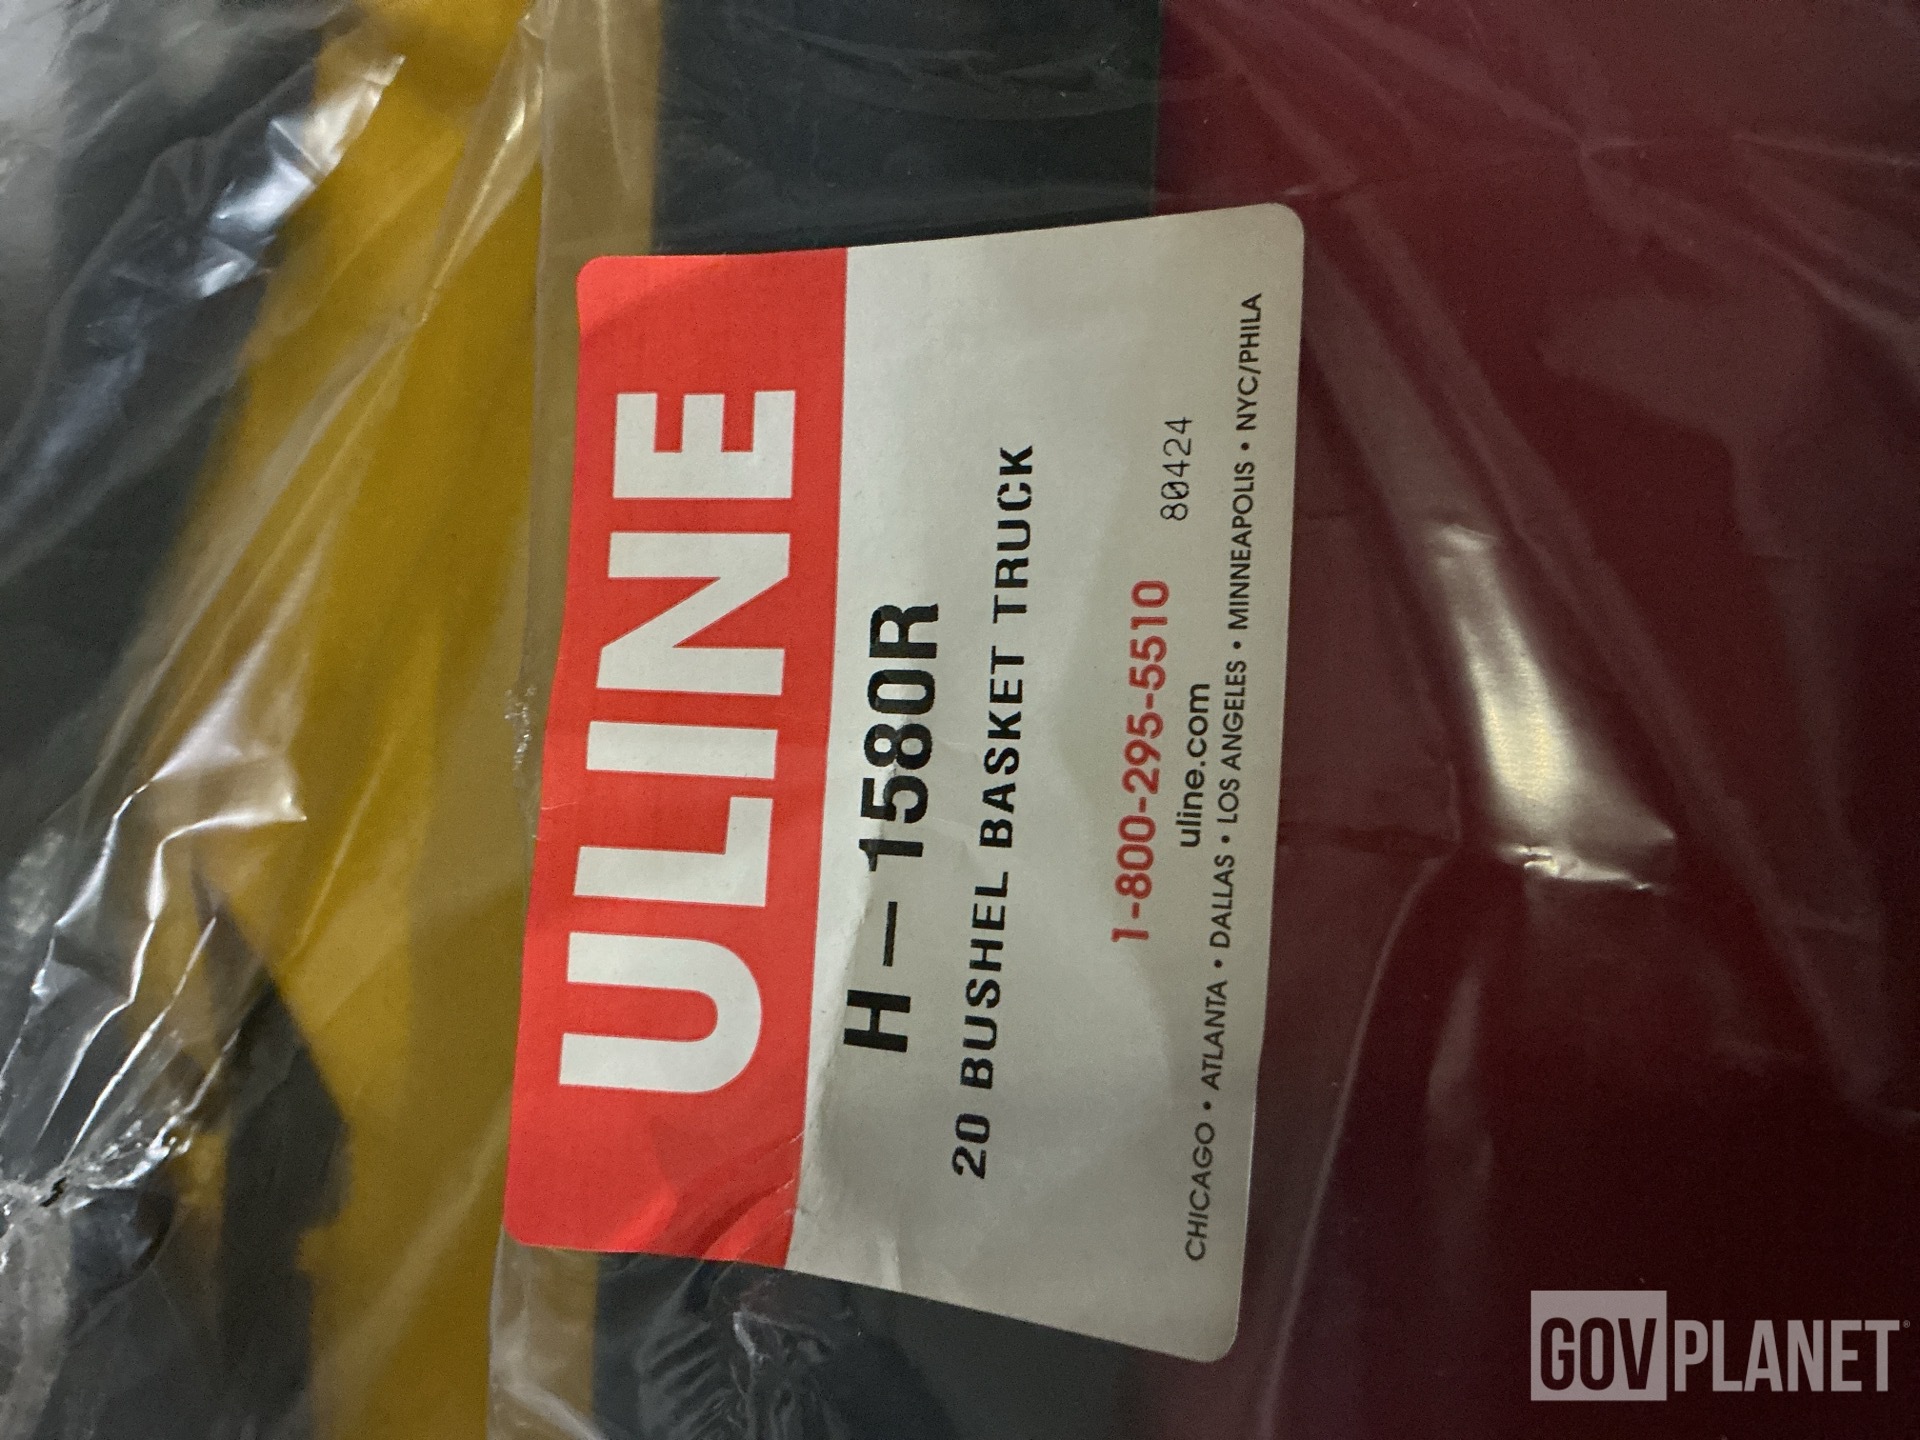 ULINE
H-1580R
20 BUSHEL BASKET TRUCK
1-800-295-5510
uline.com 80424
CHICAGO • ATLANTA • DALLAS • LOS ANGELES • MINNEAPOLIS • NYC/PHILA
GOVPLANET®